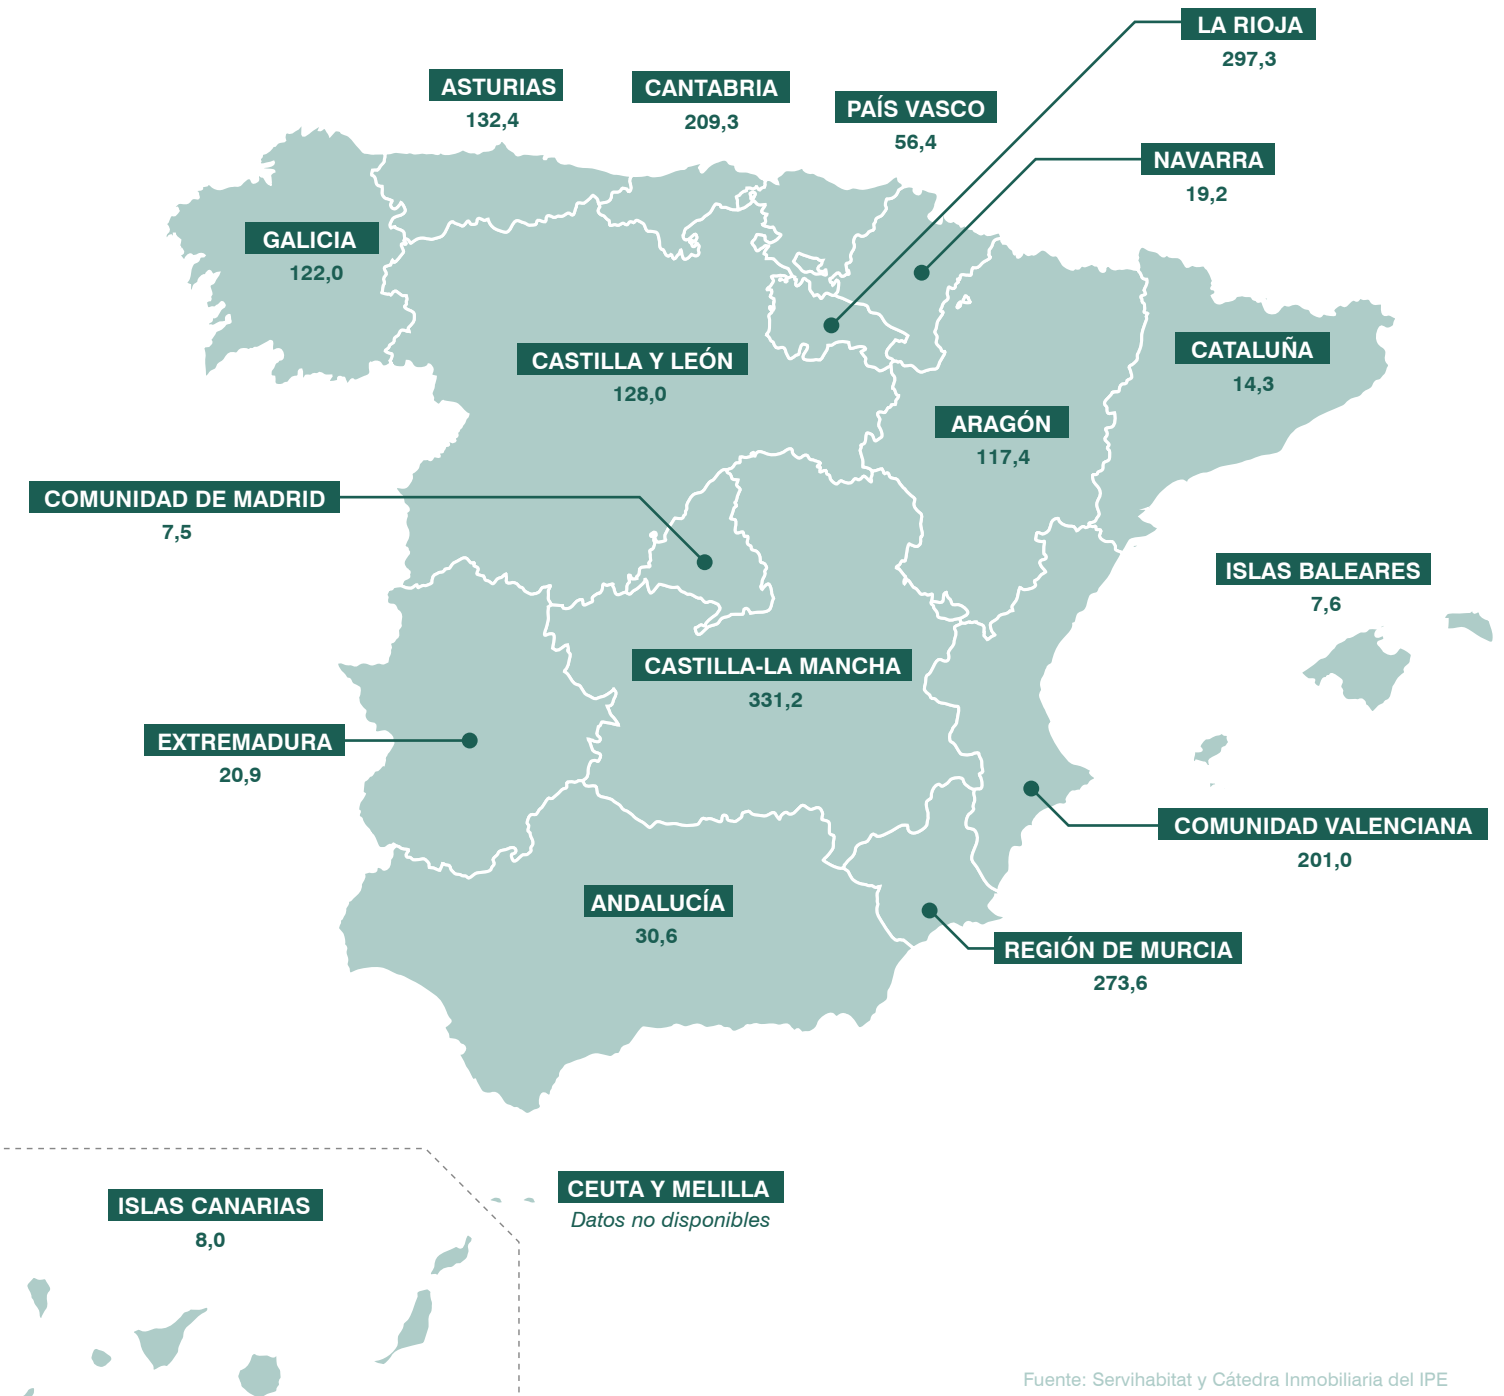 LA RIOJA
297,3
ASTURIAS
132,4
CANTABRIA
209,3
PAÍS VASCO
56,4
NAVARRA
19,2
GALICIA
122,0
CASTILLA Y LEÓN
128,0
CATALUÑA
14,3
ARAGÓN
117,4
COMUNIDAD DE MADRID
7,5
ISLAS BALEARES
7,6
CASTILLA-LA MANCHA
331,2
EXTREMADURA
20,9
COMUNIDAD VALENCIANA
201,0
ANDALUCÍA
30,6
REGIÓN DE MURCIA
273,6
CEUTA Y MELILLA
Datos no disponibles
ISLAS CANARIAS
8,0
Fuente: Servihabitat y Cátedra Inmobiliaria del IPE